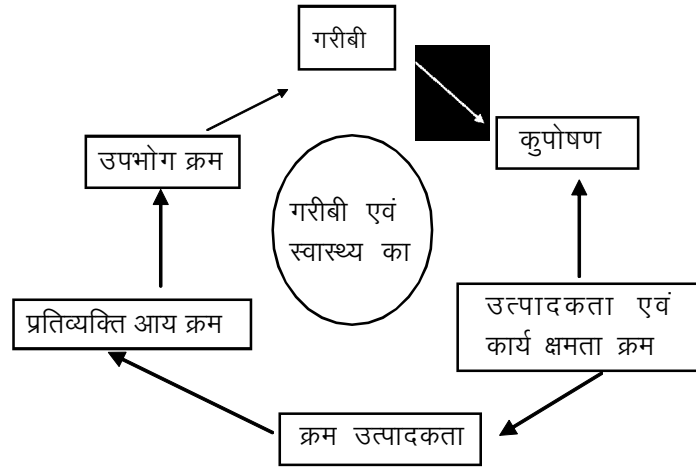 गरीबी
कुपोषण
उपभोग क्रम
गरीबी एवं
स्वास्थ्य का
उत्पादकता एवं
कार्य क्षमता क्रम
प्रतिव्यक्ति आय क्रम
क्रम उत्पादकता